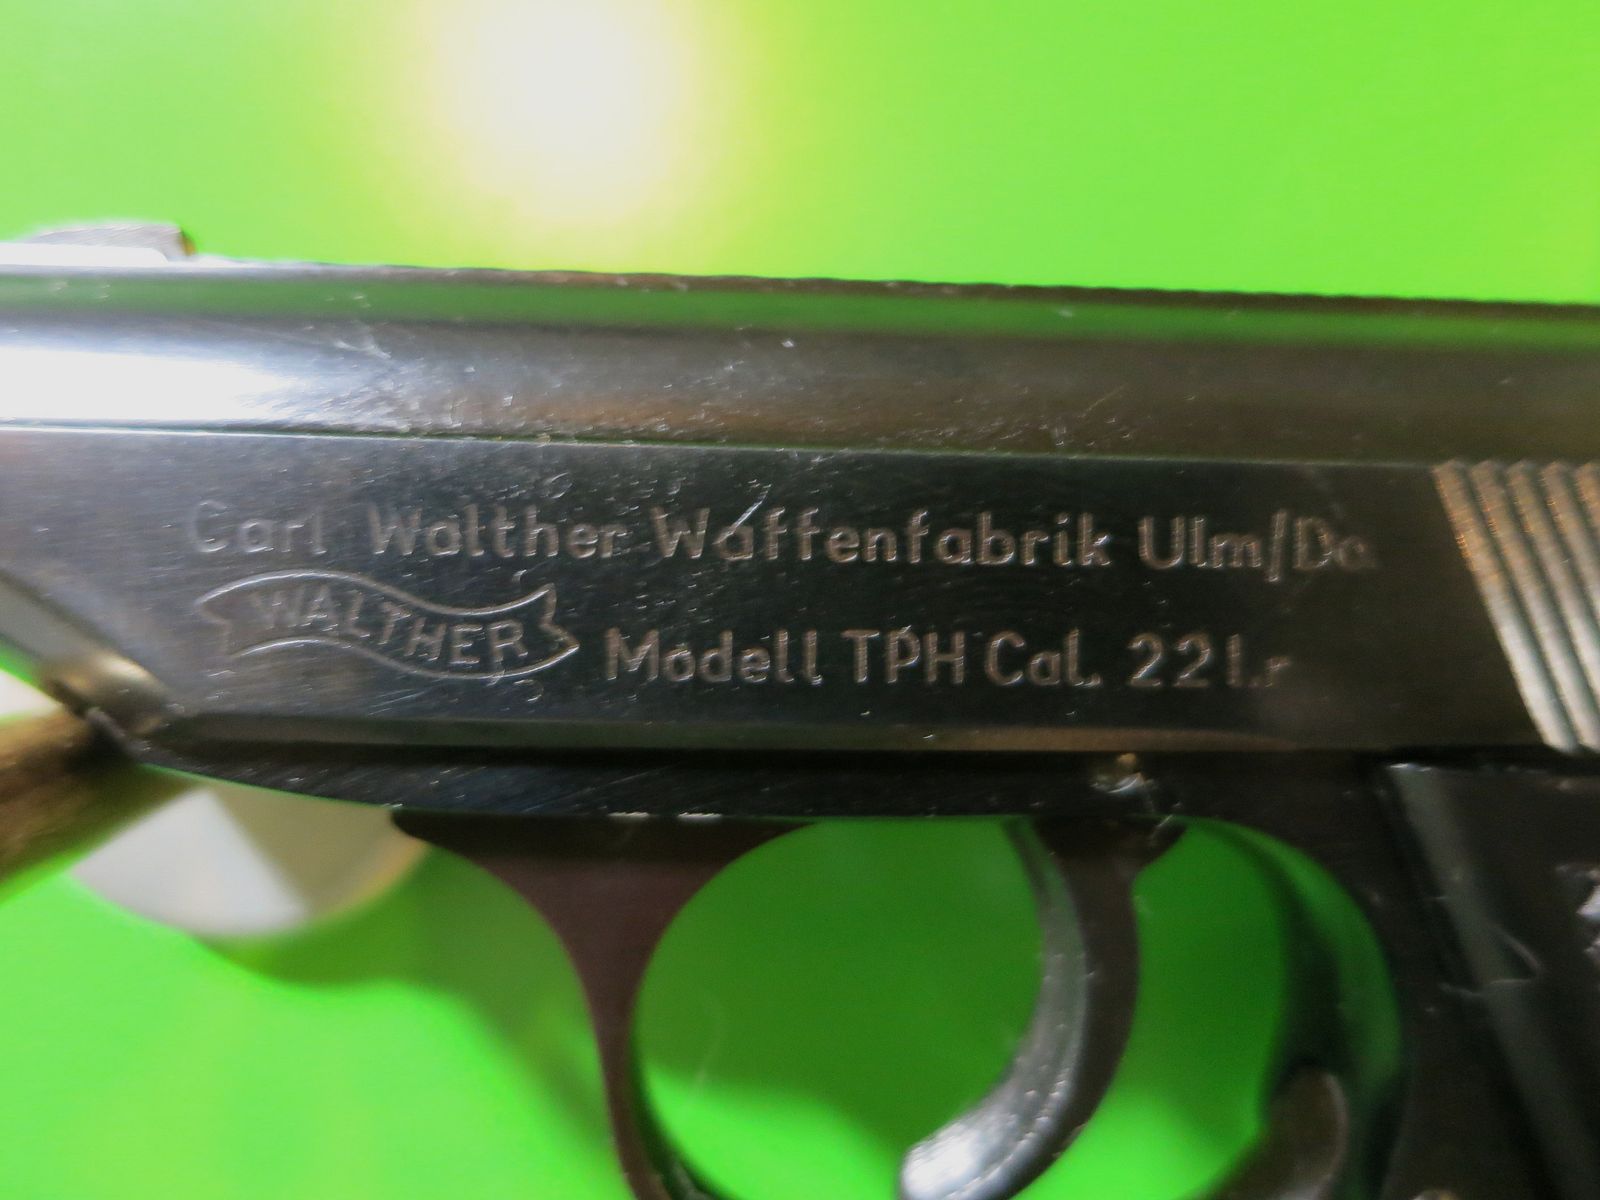 Carl Walther Waffenfabrik Ulm/Do.
WALTHER
Modell TPH Cal. 22 l.r